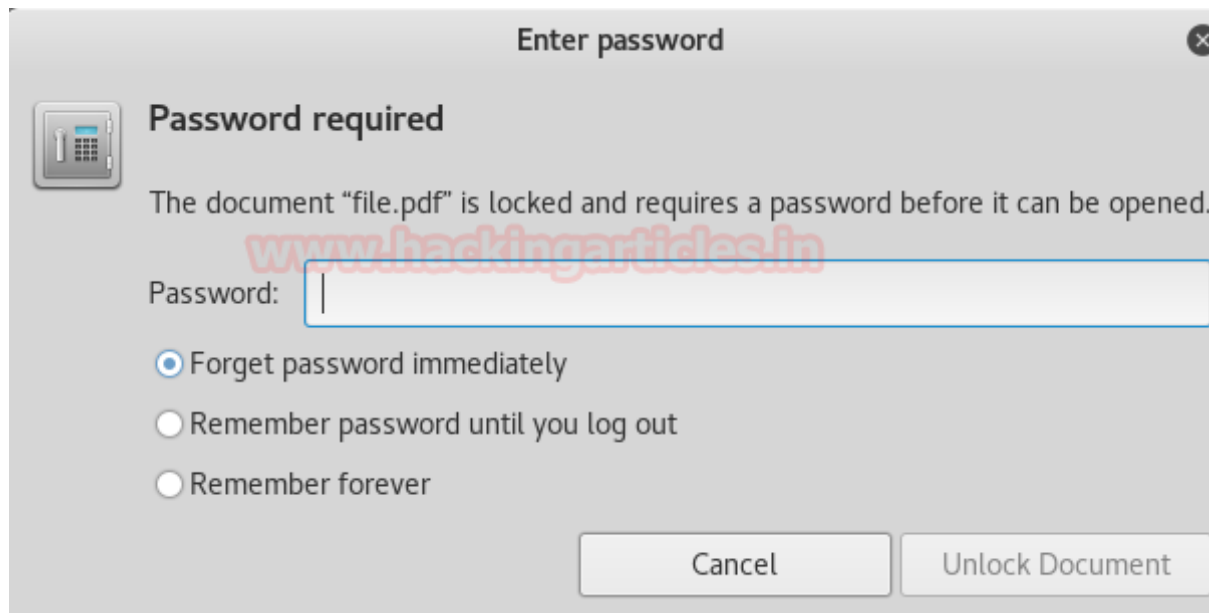 Enter password
Password required
The document “file.pdf” is locked and requires a password before it can be opened.
www.hackingarticles.in
Password:
Forget password immediately
Remember password until you log out
Remember forever
Cancel
Unlock Document